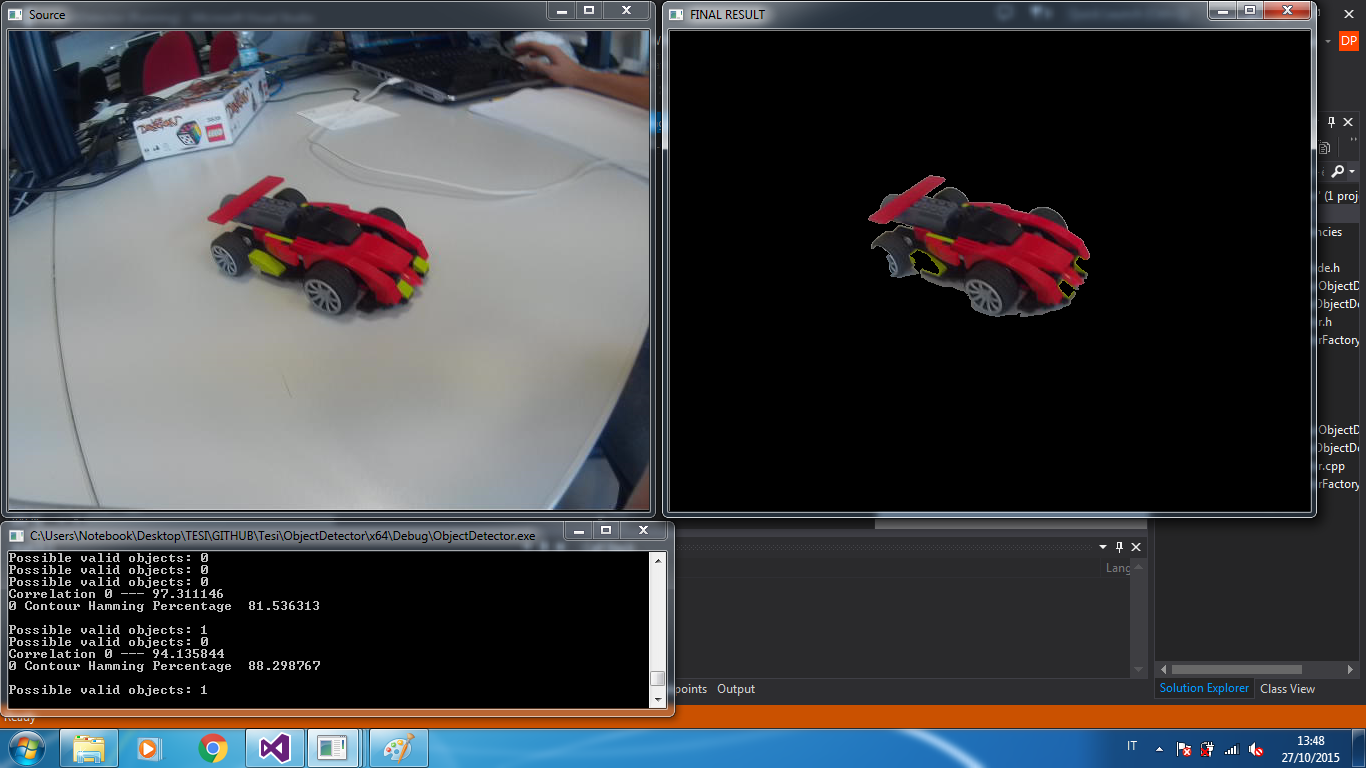 Source
FINAL RESULT
DP
LEGO
(1 proj
ncies
de.h
ObjectD
ObjectDe
r.h
rFactory
ObjectD
ObjectDe
r.cpp
rFactory
C:\Users\Notebook\Desktop\TESI\GITHUB\Tesi\ObjectDetector\x64\Debug\ObjectDetector.exe
Possible valid objects: 0
Possible valid objects: 0
Possible valid objects: 0
Correlation 0 --- 97.311146
0 Contour Hamming Percentage  81.536313
Possible valid objects: 1
Possible valid objects: 0
Correlation 0 --- 94.135844
0 Contour Hamming Percentage  88.298767
Possible valid objects: 1
Lang
points
Output
Solution Explorer
Class View
Ready
IT
13:48
27/10/2015